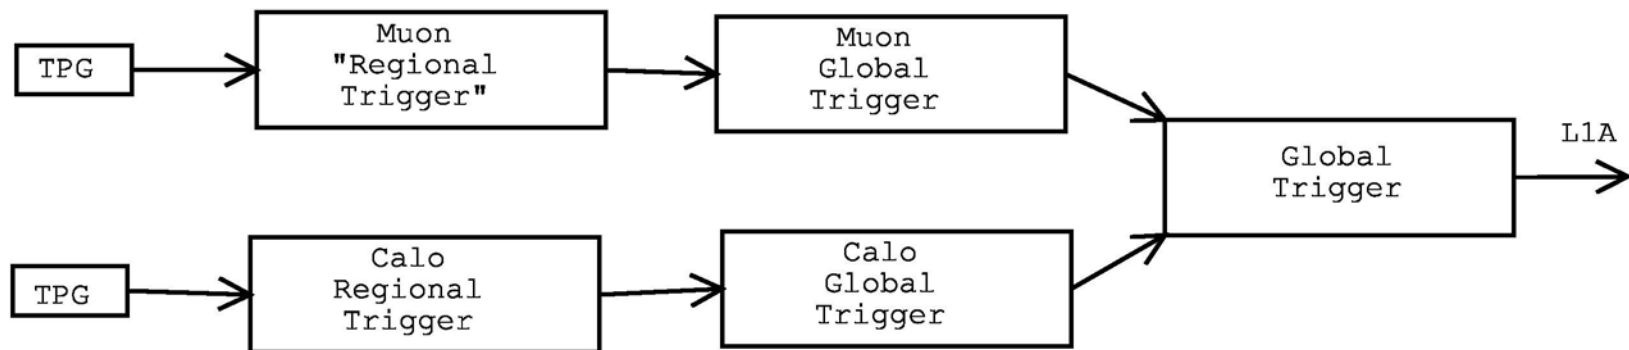 TPG
Muon
"Regional
Trigger"
Muon
Global
Trigger
Global
Trigger
L1A
TPG
Calo
Regional
Trigger
Calo
Global
Trigger